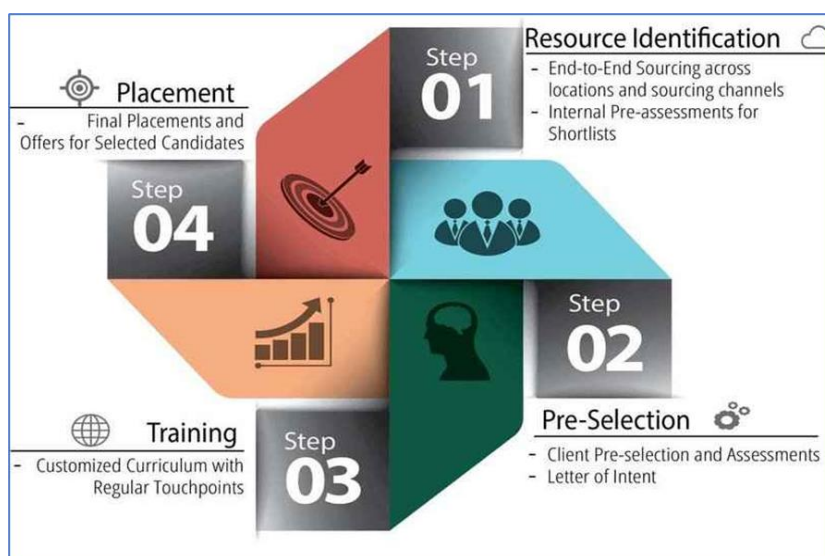 Step
01
Resource Identification
- End-to-End Sourcing across
locations and sourcing channels
- Internal Pre-assessments for
Shortlists
Step
02
Pre-Selection
- Client Pre-selection and Assessments
- Letter of Intent
Step
03
Training
- Customized Curriculum with
Regular Touchpoints
Step
04
Placement
- Final Placements and
Offers for Selected Candidates